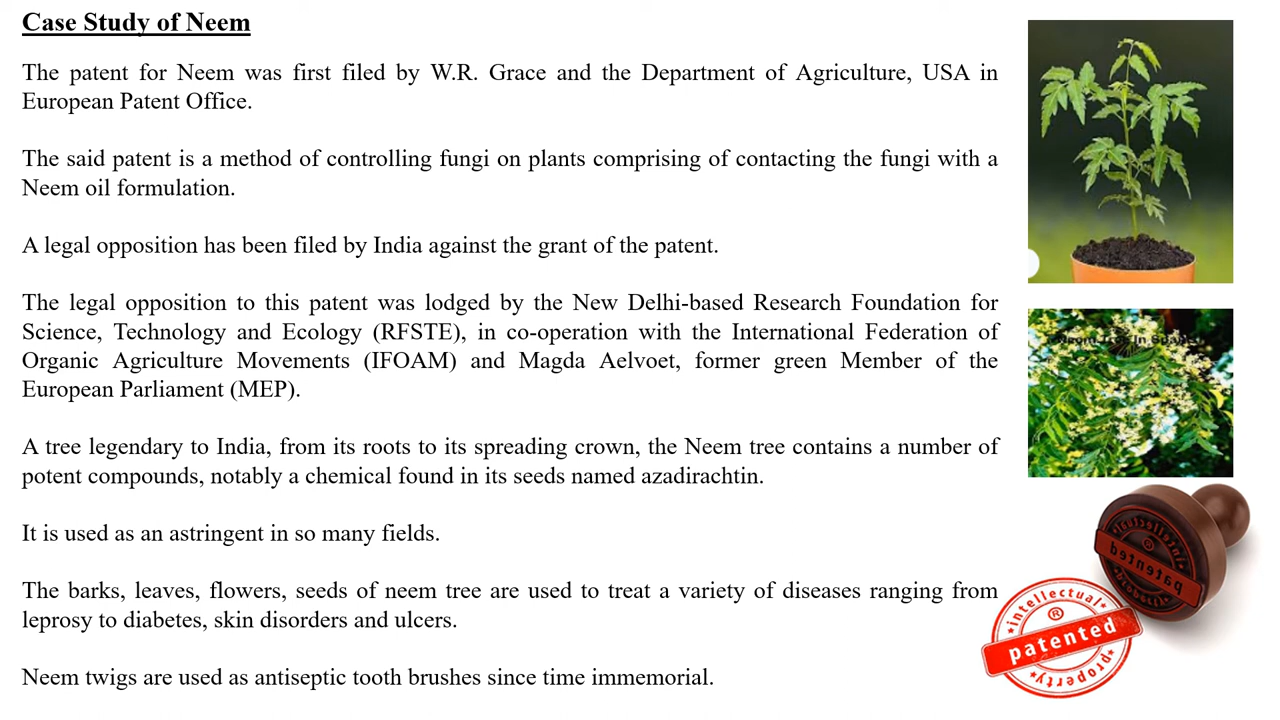 Case Study of Neem
The patent for Neem was first filed by W.R. Grace and the Department of Agriculture, USA in
European Patent Office.
The said patent is a method of controlling fungi on plants comprising of contacting the fungi with a
Neem oil formulation.
A legal opposition has been filed by India against the grant of the patent.
The legal opposition to this patent was lodged by the New Delhi-based Research Foundation for
Science, Technology and Ecology (RFSTE), in co-operation with the International Federation of
Organic Agriculture Movements (IFOAM) and Magda Aelvoet, former green Member of the
European Parliament (MEP).
A tree legendary to India, from its roots to its spreading crown, the Neem tree contains a number of
potent compounds, notably a chemical found in its seeds named azadirachtin.
It is used as an astringent in so many fields.
The barks, leaves, flowers, seeds of neem tree are used to treat a variety of diseases ranging from
leprosy to diabetes, skin disorders and ulcers.
Neem twigs are used as antiseptic tooth brushes since time immemorial.
Tree In
intellectual
®
patented
property
patented